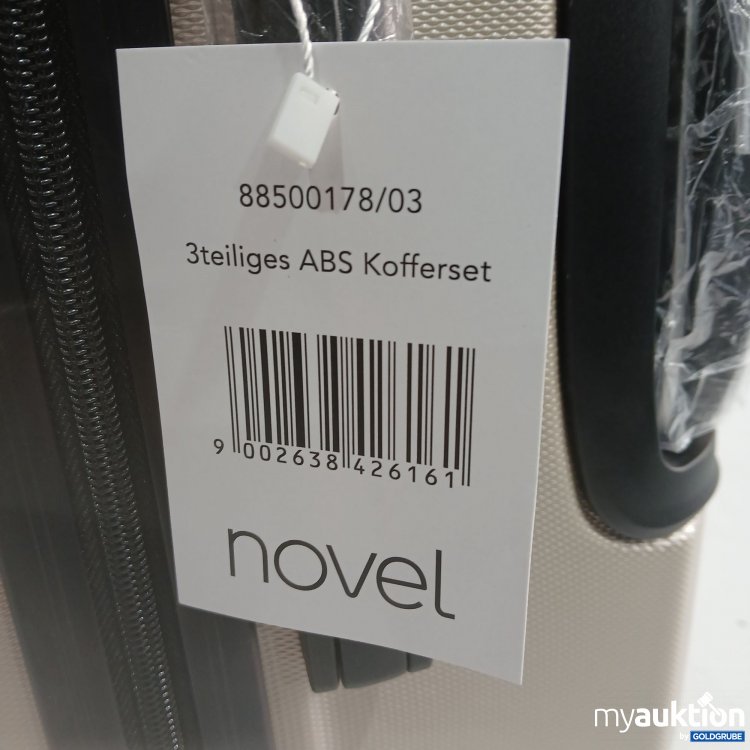 88500178/03
3teiliges ABS Kofferset
9 002638 426161
novel
myauktion
by GOLDGRUBE